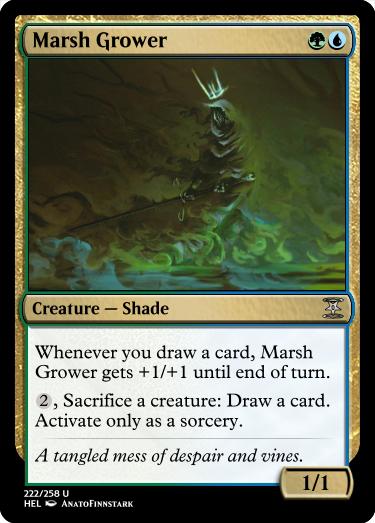 Marsh Grower
Creature — Shade
Whenever you draw a card, Marsh
Grower gets +1/+1 until end of turn.
2, Sacrifice a creature: Draw a card.
Activate only as a sorcery.
A tangled mess of despair and vines.
1/1
222/258 U
HEL AnatoFinnstark